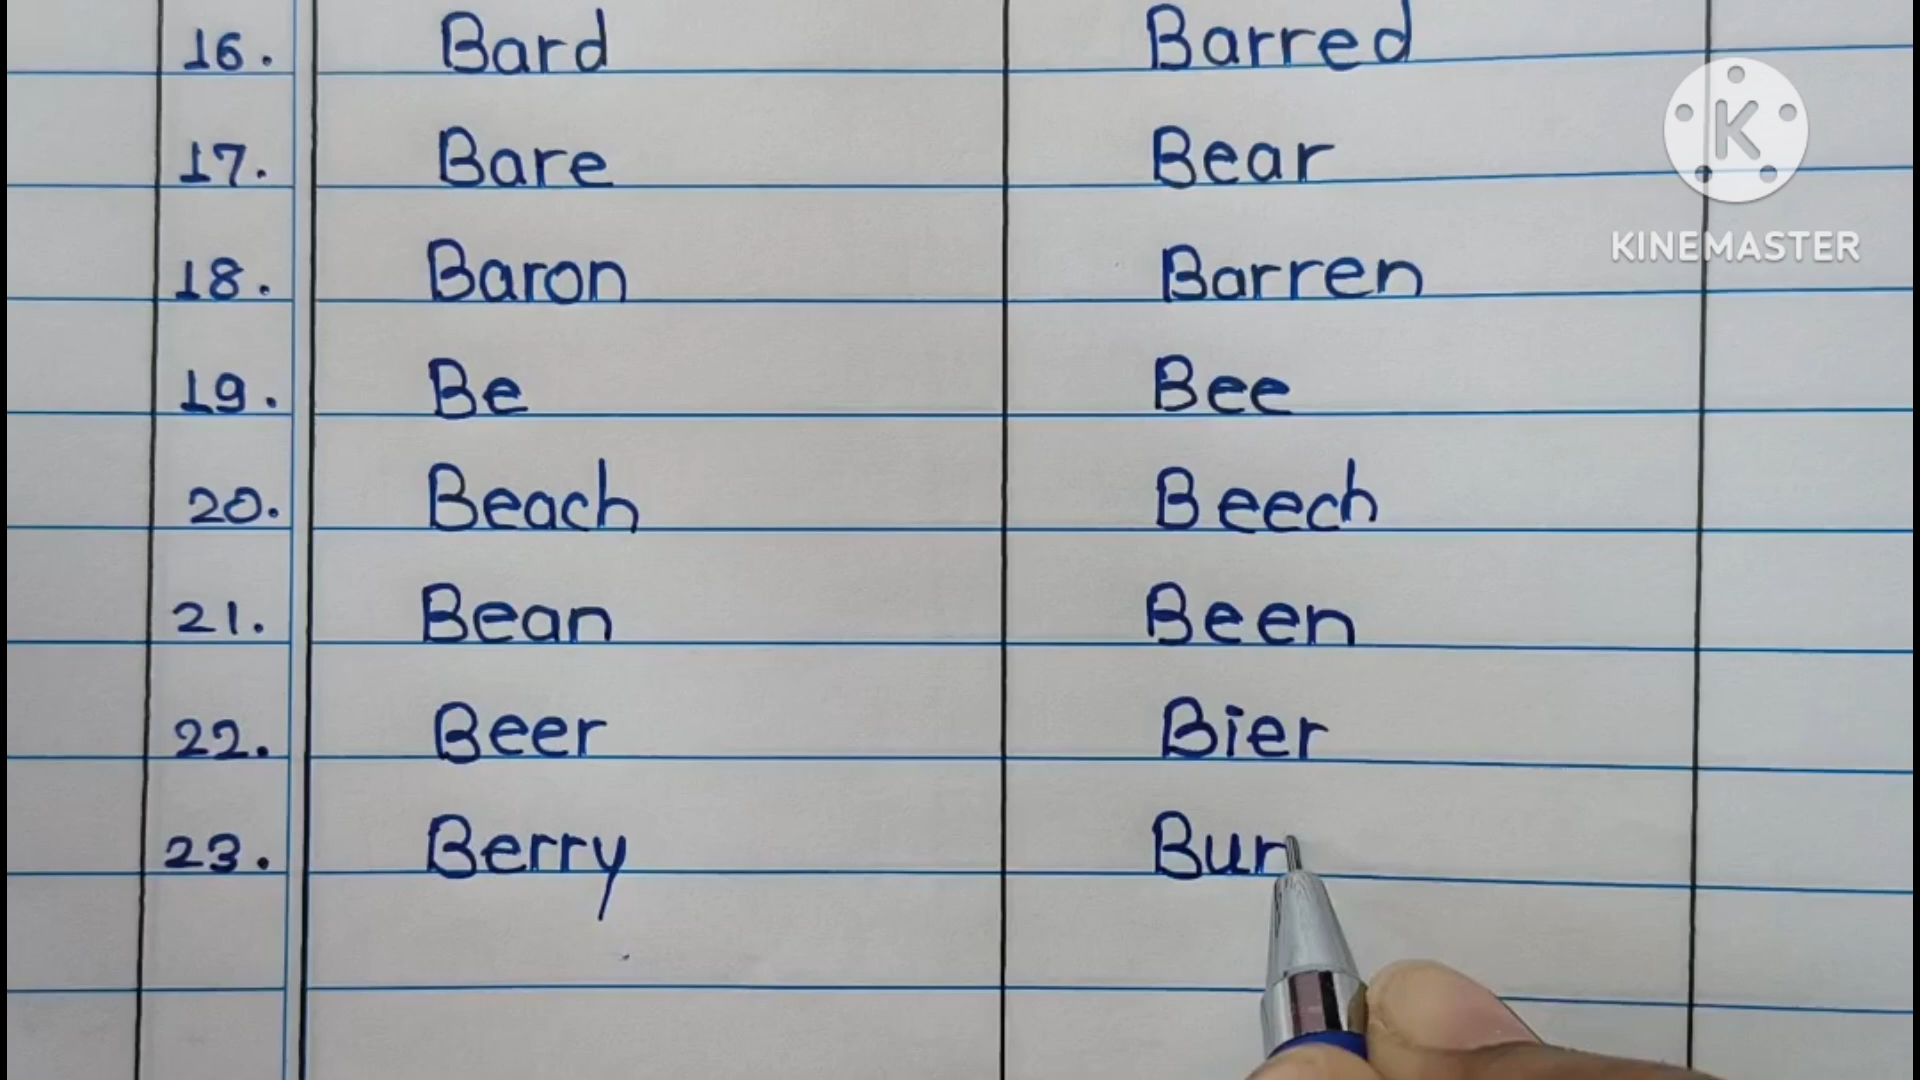 16. Bard Barred
17. Bare Bear
18. Baron Barren
19. Be Bee
20. Beach Beech
21. Bean Been
22. Beer Bier
23. Berry Bur
K
KINEMASTER